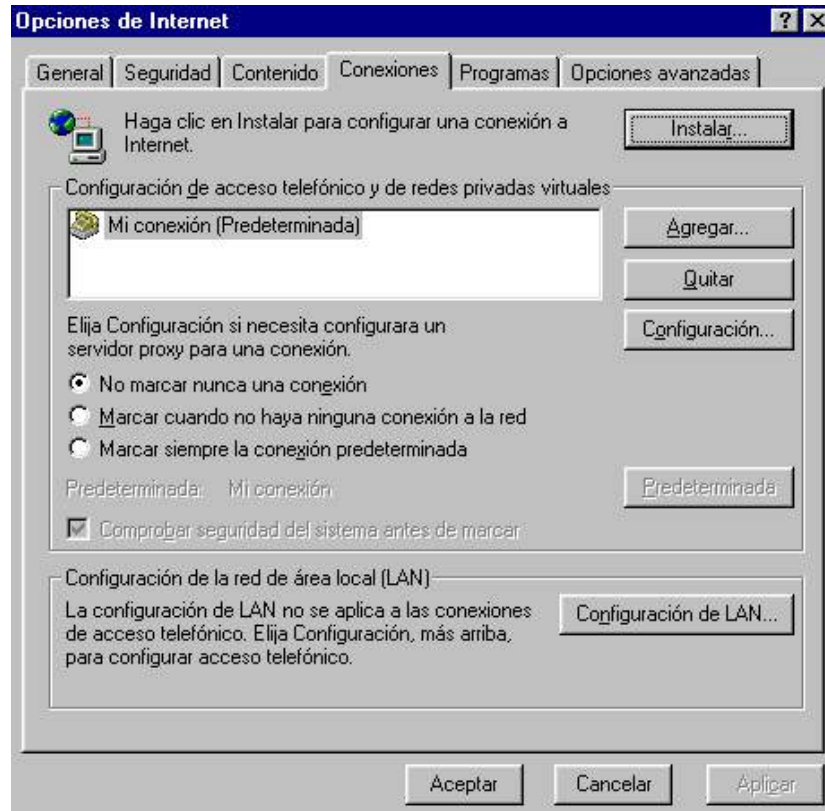 Opciones de Internet
General Seguridad Contenido Conexiones Programas Opciones avanzadas
Haga clic en Instalar para configurar una conexión a
Internet.
Instalar...
Configuración de acceso telefónico y de redes privadas virtuales
Mi conexión (Predeterminada)
Agregar...
Quitar
Elija Configuración si necesita configurara un
servidor proxy para una conexión.
Configuración...
No marcar nunca una conexión
Marcar cuando no haya ninguna conexión a la red
Marcar siempre la conexión predeterminada
Predeterminada: Mi conexión
Predeterminada
Comprobar seguridad del sistema antes de marcar
Configuración de la red de área local (LAN)
La configuración de LAN no se aplica a las conexiones
de acceso telefónico. Elija Configuración, más arriba,
para configurar acceso telefónico.
Configuración de LAN...
Aceptar Cancelar Aplicar